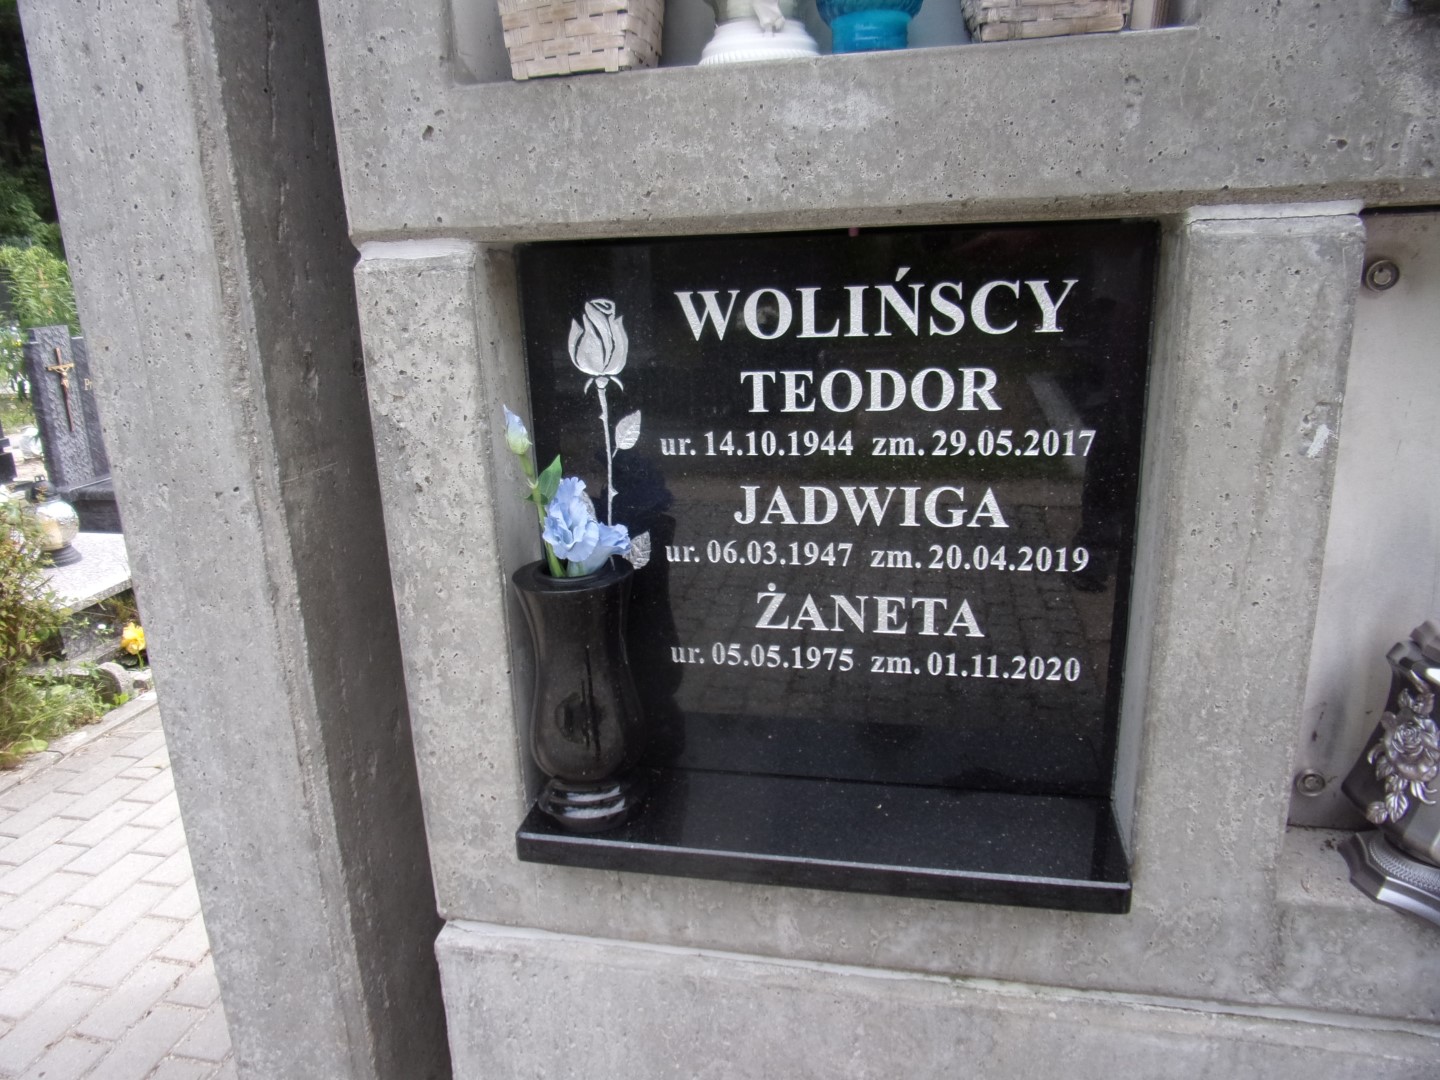 WOLIŃSCY
TEODOR
ur. 14.10.1944 zm. 29.05.2017
JADWIGA
ur. 06.03.1947 zm. 20.04.2019
ŻANETA
ur. 05.05.1975 zm. 01.11.2020